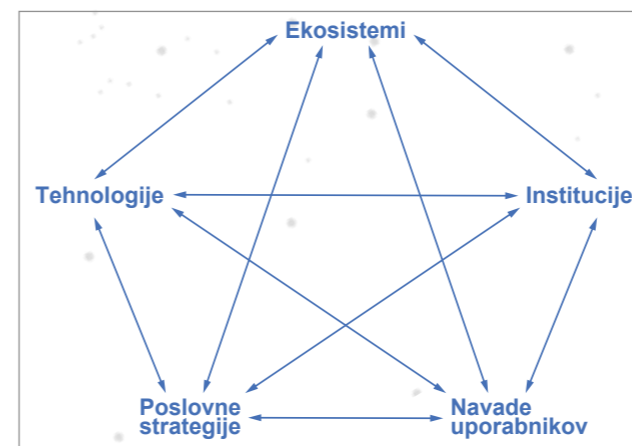 Ekosistemi
Tehnologije
Institucije
Poslovne
strategije
Navade
uporabnikov